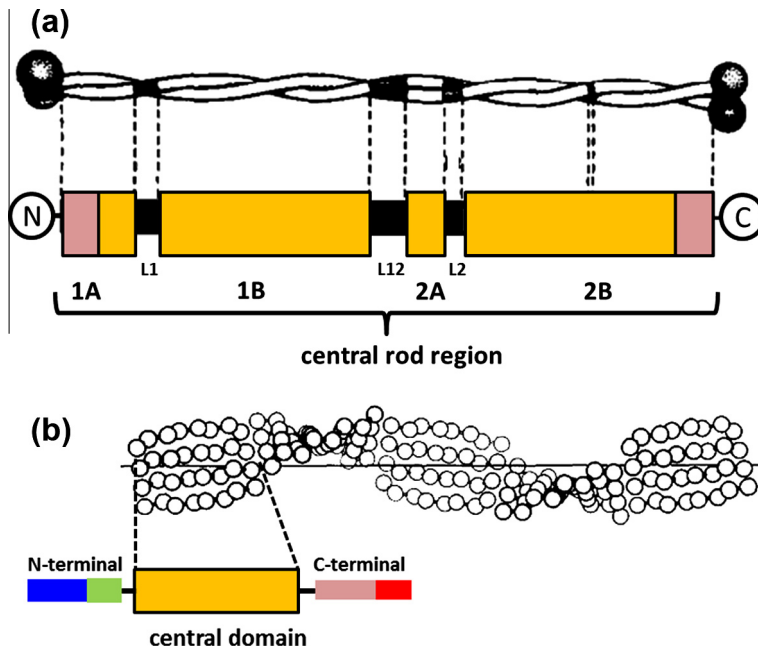 (a)
N
C
L1
L12
L2
1A
1B
2A
2B
central rod region
(b)
N-terminal
C-terminal
central domain